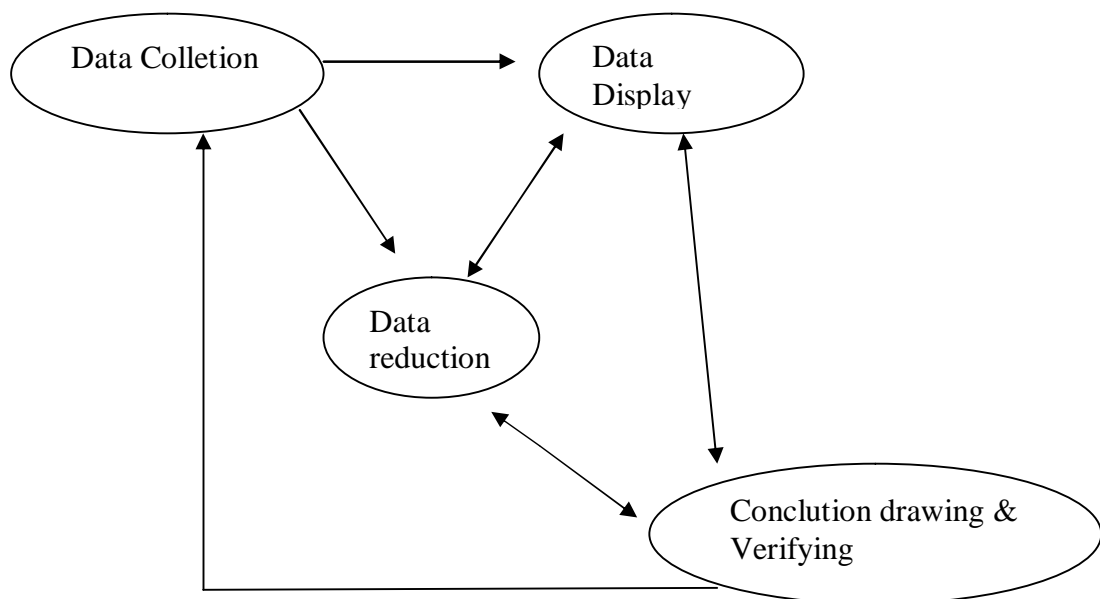 Data Colletion
Data
Display
Data
reduction
Conclution drawing &
Verifying